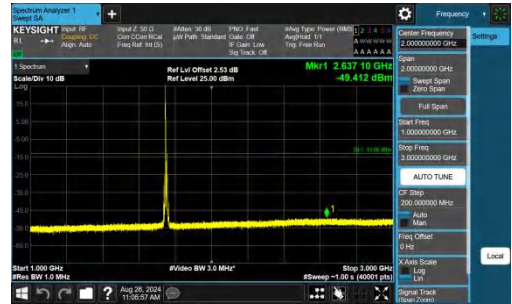 Spectrum Analyzer 1
Swept SA
Frequency
KEYSIGHT Input: RF
Coupling: DC
Align: Auto
Input Z: 50 Ω
Corr CCorr RCal
Freq Ref: Int (S)
#Atten: 30 dB
µW Path: Standard
PNO: Fast
Gate: Off
IF Gain: Low
Sig Track: Off
#Avg Type: Power (RMS)
Avg|Hold: 1/1
Trig: Free Run
1 2 3 4 5 6
A W W W W W
A A A A A A
1 Spectrum
Scale/Div 10 dB
Log
Ref Lvl Offset 2.53 dB
Ref Level 25.00 dBm
Mkr1 2.637 10 GHz
-49.412 dBm
15.0
5.00
-5.00
-15.0
-25.0
-35.0
-45.0
-55.0
-65.0
1
Start 1.000 GHz
#Res BW 1.0 MHz
#Video BW 3.0 MHz*
Stop 3.000 GHz
#Sweep ~1.00 s (40001 pts)
Center Frequency
2.000000000 GHz
Settings
Span
2.00000000 GHz
Swept Span
Zero Span
Full Span
Start Freq
1.000000000 GHz
Stop Freq
3.000000000 GHz
AUTO TUNE
CF Step
200.000000 MHz
Auto
Man
Freq Offset
0 Hz
X Axis Scale
Log
Lin
Signal Track
(Span Zoom)
Local
Aug 26, 2024
11:05:57 AM